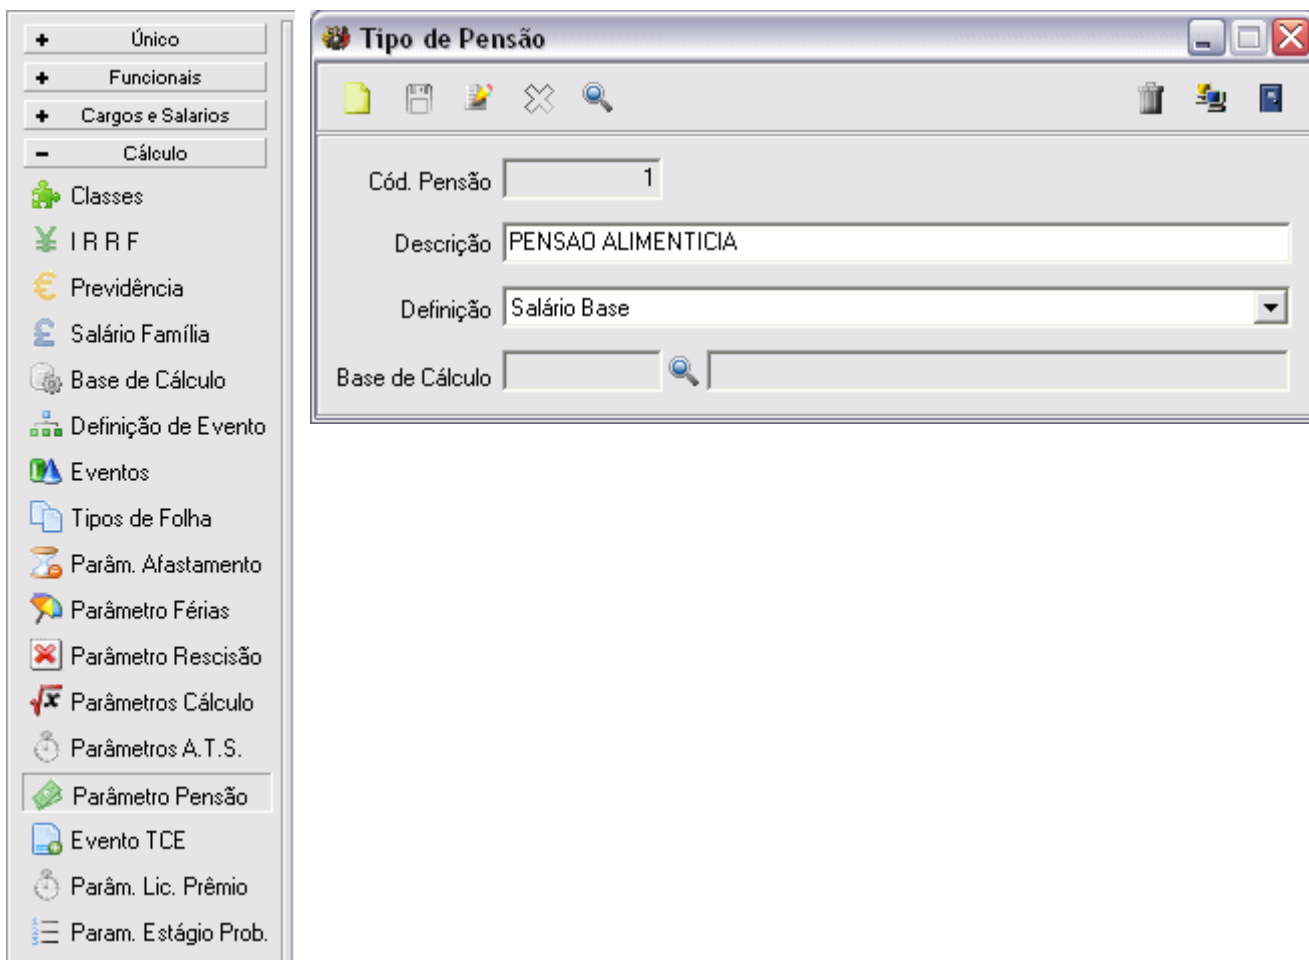 Único
Funcionais
Cargos e Salarios
Cálculo
Classes
I R R F
Previdência
Salário Família
Base de Cálculo
Definição de Evento
Eventos
Tipos de Folha
Parâm. Afastamento
Parâmetro Férias
Parâmetro Rescisão
Parâmetros Cálculo
Parâmetros A.T.S.
Parâmetro Pensão
Evento TCE
Parâm. Lic. Prêmio
Param. Estágio Prob.
Tipo de Pensão
Cód. Pensão 1
Descrição PENSAO ALIMENTICIA
Definição Salário Base
Base de Cálculo